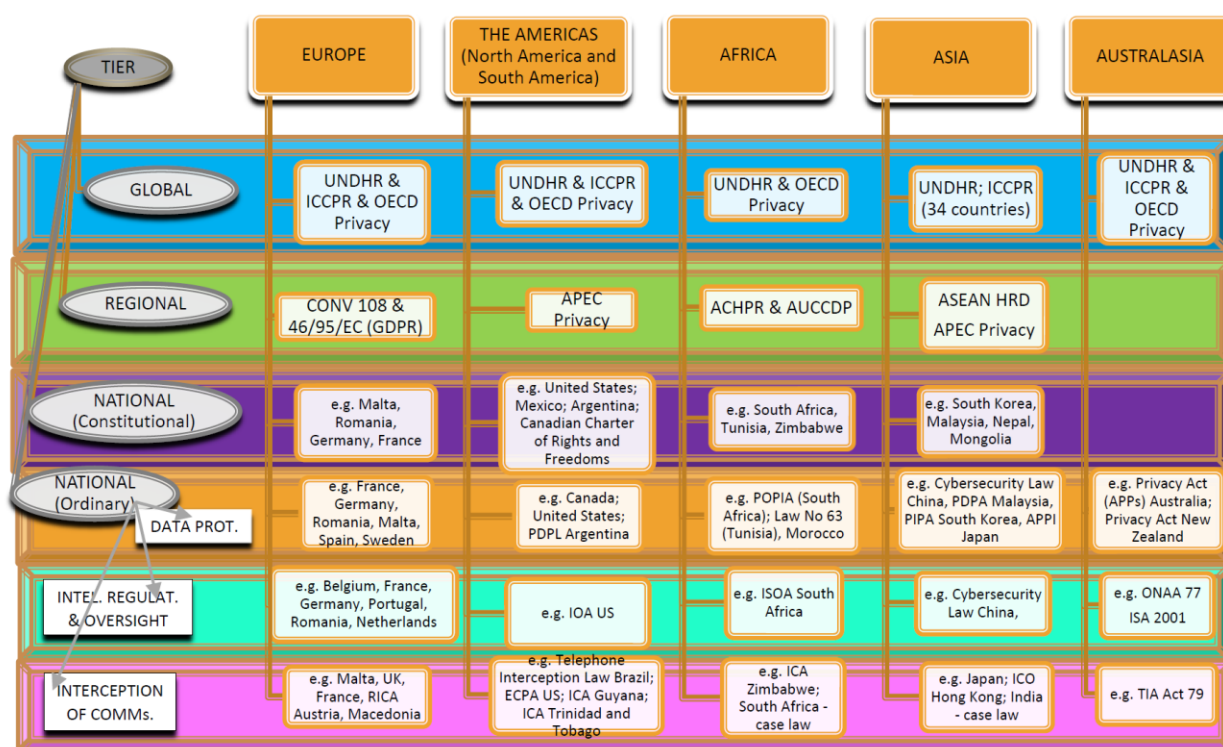 TIER
EUROPE
THE AMERICAS
(North America and
South America)
AFRICA
ASIA
AUSTRALASIA
GLOBAL
UNDHR &
ICCPR & OECD
Privacy
UNDHR & ICCPR
& OECD Privacy
UNDHR & OECD
Privacy
UNDHR; ICCPR
(34 countries)
UNDHR &
ICCPR &
OECD
Privacy
REGIONAL
CONV 108 &
46/95/EC (GDPR)
APEC
Privacy
ACHPR & AUCCDP
ASEAN HRD
APEC Privacy
NATIONAL
(Constitutional)
e.g. Malta,
Romania,
Germany, France
e.g. United States;
Mexico; Argentina;
Canadian Charter
of Rights and
Freedoms
e.g. South Africa,
Tunisia, Zimbabwe
e.g. South Korea,
Malaysia, Nepal,
Mongolia
NATIONAL
(Ordinary)
DATA PROT.
e.g. France,
Germany,
Romania, Malta,
Spain, Sweden
e.g. Canada;
United States;
PDPL Argentina
e.g. POPIA (South
Africa); Law No 63
(Tunisia), Morocco
e.g. Cybersecurity Law
China, PDPA Malaysia,
PIPA South Korea, APPI
Japan
e.g. Privacy Act
(APPs) Australia;
Privacy Act New
Zealand
INTEL. REGULAT.
& OVERSIGHT
e.g. Belgium, France,
Germany, Portugal,
Romania, Netherlands
e.g. IOA US
e.g. ISOA South
Africa
e.g. Cybersecurity
Law China,
e.g. ONAA 77
ISA 2001
INTERCEPTION
OF COMMs.
e.g. Malta, UK,
France, RICA
Austria, Macedonia
e.g. Telephone
Interception Law Brazil;
ECPA US; ICA Guyana;
ICA Trinidad and
Tobago
e.g. ICA
Zimbabwe;
South Africa -
case law
e.g. Japan; ICO
Hong Kong; India
- case law
e.g. TIA Act 79